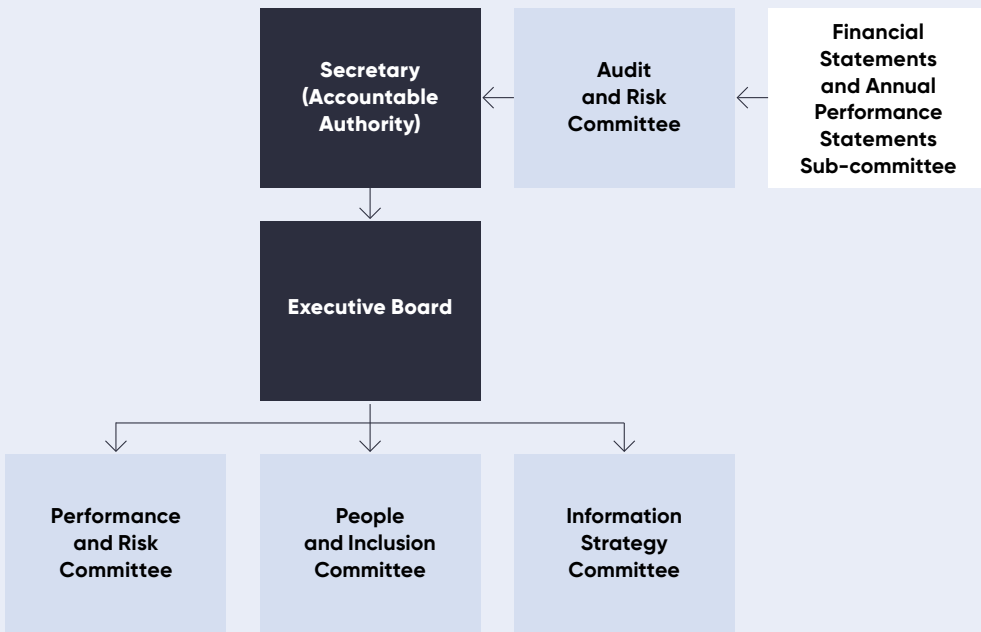 Secretary
(Accountable
Authority)
Audit
and Risk
Committee
Financial
Statements
and Annual
Performance
Statements
Sub-committee
Executive Board
Performance
and Risk
Committee
People
and Inclusion
Committee
Information
Strategy
Committee